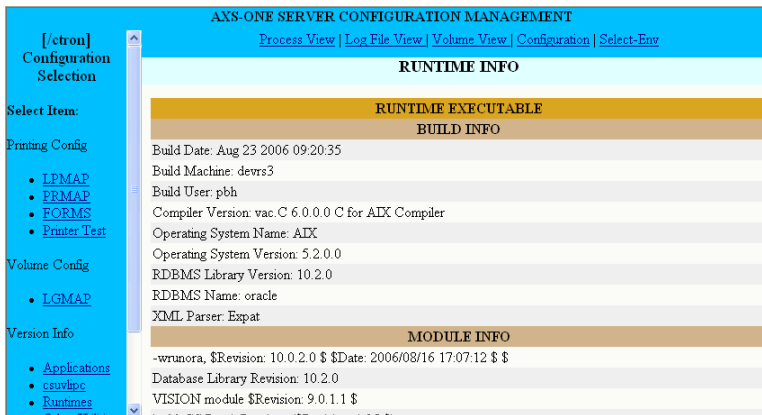 AXS-ONE SERVER CONFIGURATION MANAGEMENT
Process View | Log File View | Volume View | Configuration | Select-Env
[/ctron]
Configuration
Selection
Select Item:
Printing Config
LPMAP
PRMAP
FORMS
Printer Test
Volume Config
LGMAP
Version Info
Applications
csuvlipc
Runtimes
RUNTIME INFO
RUNTIME EXECUTABLE
BUILD INFO
Build Date: Aug 23 2006 09:20:35
Build Machine: devrs3
Build User: pbh
Compiler Version: vac.C 6.0.0.0 C for AIX Compiler
Operating System Name: AIX
Operating System Version: 5.2.0.0
RDBMS Library Version: 10.2.0
RDBMS Name: oracle
XML Parser: Expat
MODULE INFO
-wrunora, $Revision: 10.0.2.0 $ $Date: 2006/08/16 17:07:12 $ $
Database Library Revision: 10.2.0
VISION module $Revision: 9.0.1.1 $